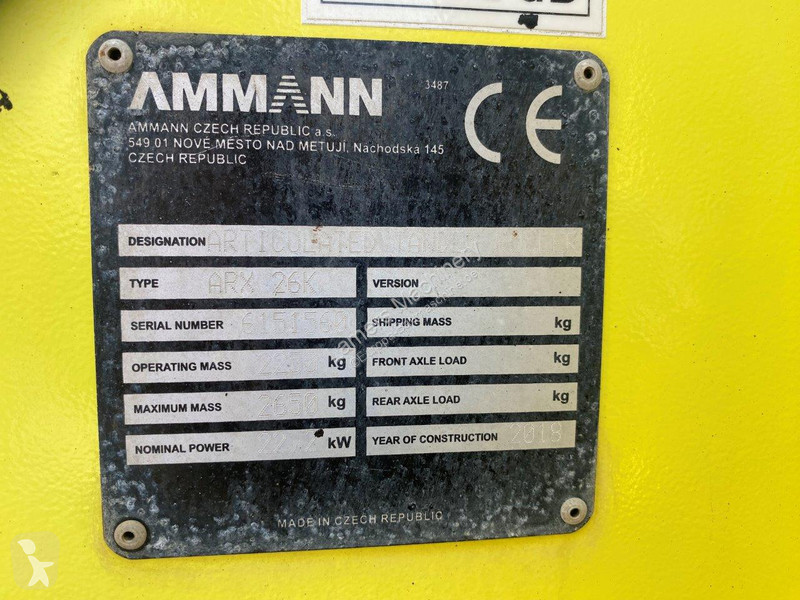 AMMANN
3487
CE
AMMANN CZECH REPUBLIC a.s.
549 01 NOVÉ MĚSTO NAD METUJÍ, Náchodská 145
CZECH REPUBLIC
DESIGNATION ARTICULATED TANDEM
TYPE ARX 26K VERSION
SERIAL NUMBER SHIPPING MASS kg
OPERATING MASS kg FRONT AXLE LOAD kg
MAXIMUM MASS kg REAR AXLE LOAD kg
NOMINAL POWER kW YEAR OF CONSTRUCTION 2018
MADE IN CZECH REPUBLIC